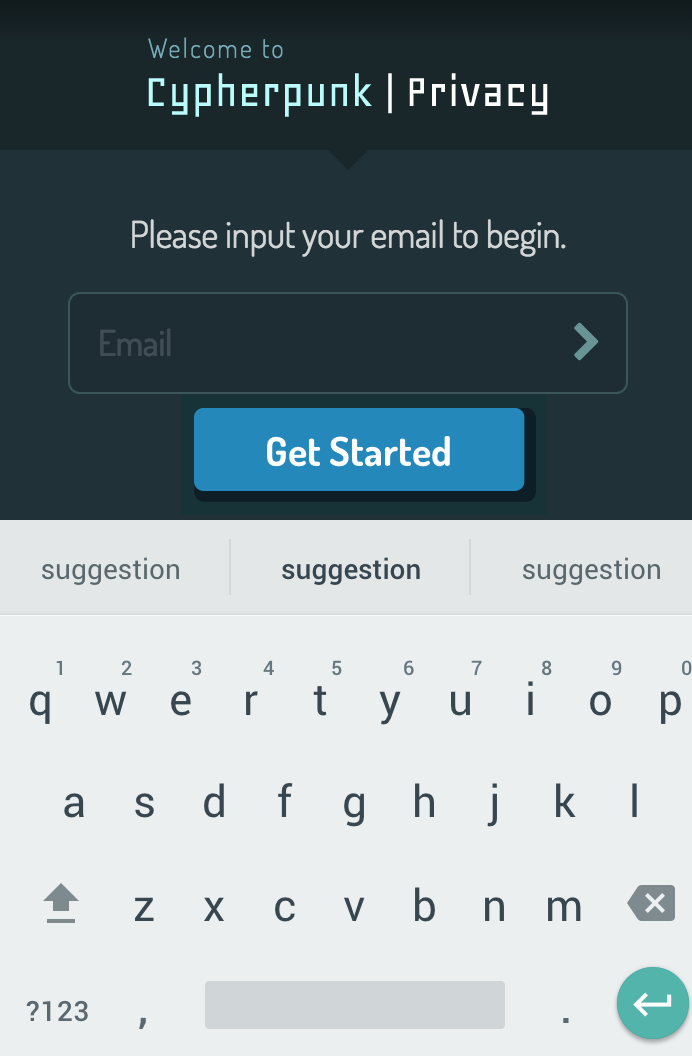 Welcome to
Cypherpunk | Privacy
Please input your email to begin.
Email
Get Started
suggestion suggestion suggestion
1 2 3 4 5 6 7 8 9 0
q w e r t y u i o p
a s d f g h j k l
z x c v b n m
?123 , .